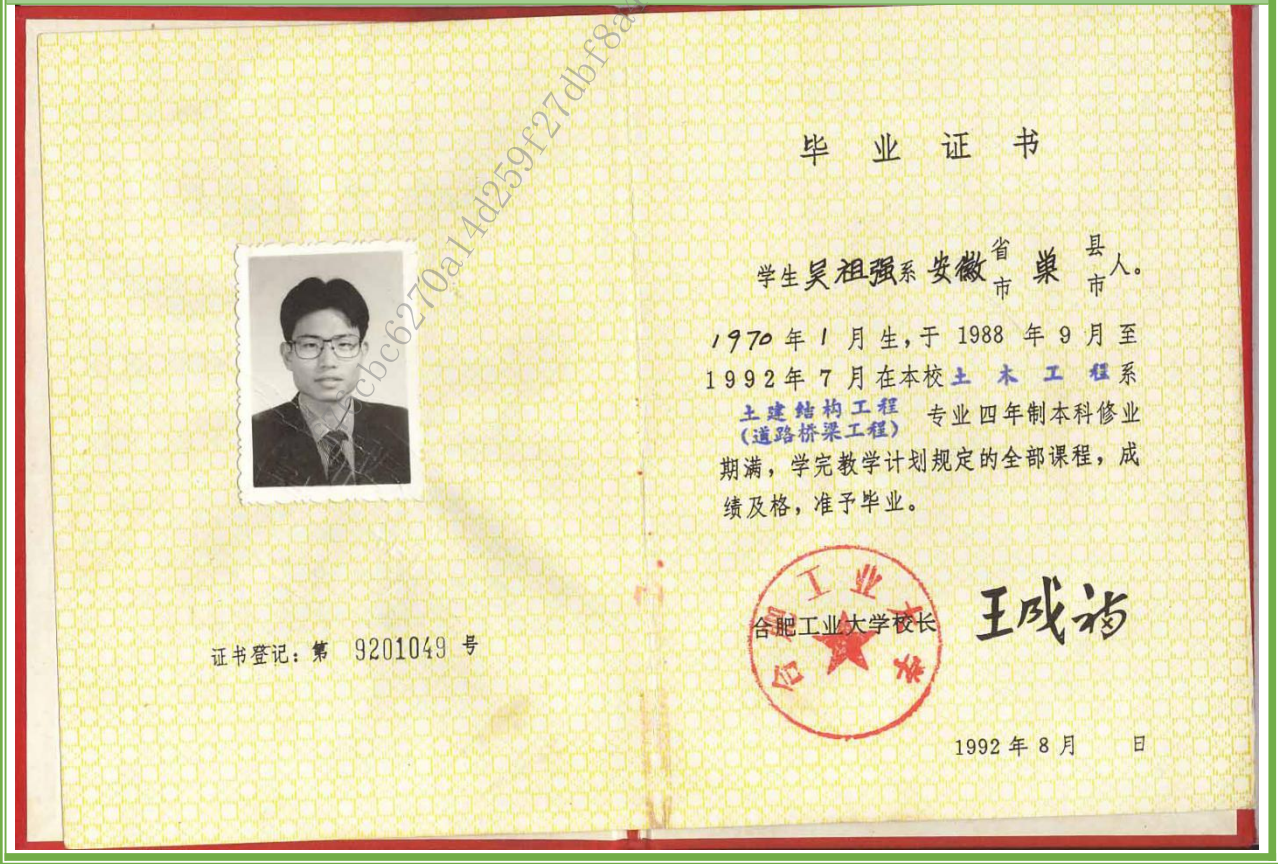 证书登记：第 9201049 号
毕业证书
学生吴祖强系安徽省市巢县市人。
1970年1月生，于1988年9月至
1992年7月在本校土木工程系
土建结构工程
(道路桥梁工程)
专业四年制本科修业
期满，学完教学计划规定的全部课程，成
绩及格，准予毕业。
合肥工业大学
合肥工业大学校长
王成福
1992年8月 日